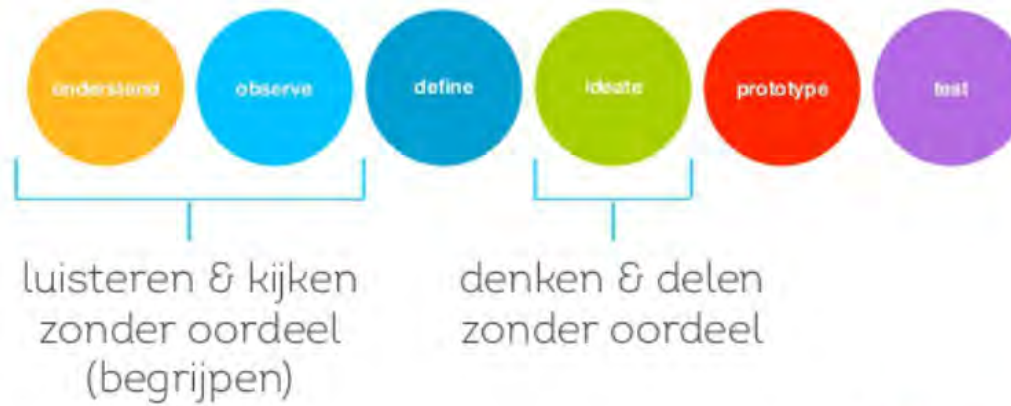 understand observe define ideate prototype test
luisteren & kijken
zonder oordeel
(begrijpen)
denken & delen
zonder oordeel